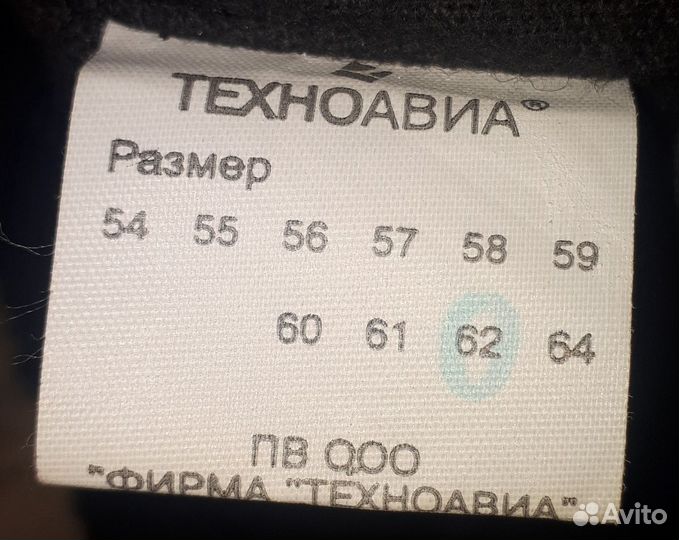 ТЕХНОАВИА®
Размер
54 55 56 57 58 59
60 61 62 64
ПВ ООО
"ФИРМА "ТЕХНОАВИА"
Avito